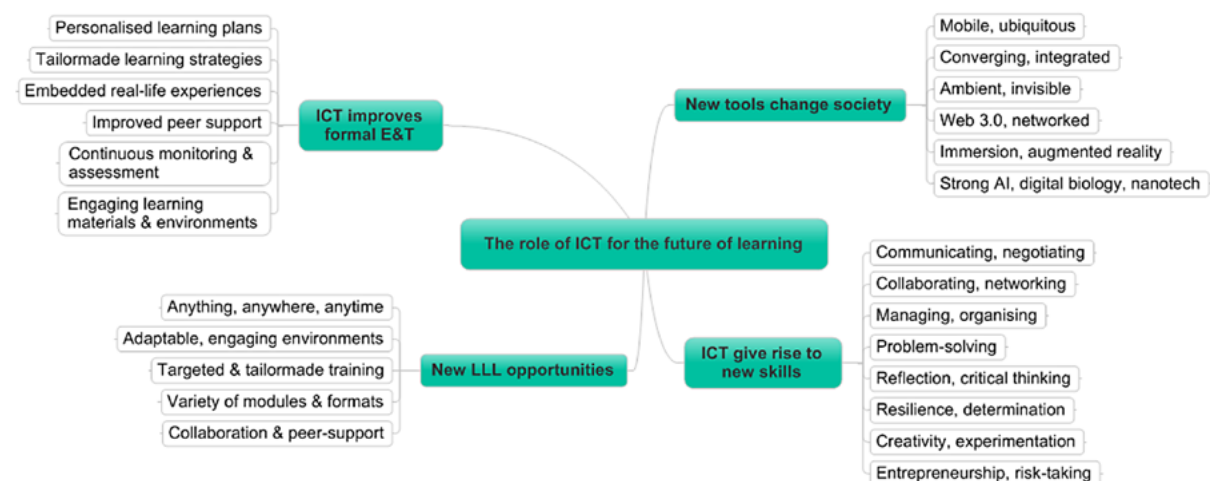 Personalised learning plans
Tailormade learning strategies
Embedded real-life experiences
Improved peer support
Continuous monitoring &
assessment
Engaging learning
materials & environments
ICT improves
formal E&T
New tools change society
Mobile, ubiquitous
Converging, integrated
Ambient, invisible
Web 3.0, networked
Immersion, augmented reality
Strong AI, digital biology, nanotech
The role of ICT for the future of learning
Anything, anywhere, anytime
Adaptable, engaging environments
Targeted & tailormade training
Variety of modules & formats
Collaboration & peer-support
New LLL opportunities
ICT give rise to
new skills
Communicating, negotiating
Collaborating, networking
Managing, organising
Problem-solving
Reflection, critical thinking
Resilience, determination
Creativity, experimentation
Entrepreneurship, risk-taking